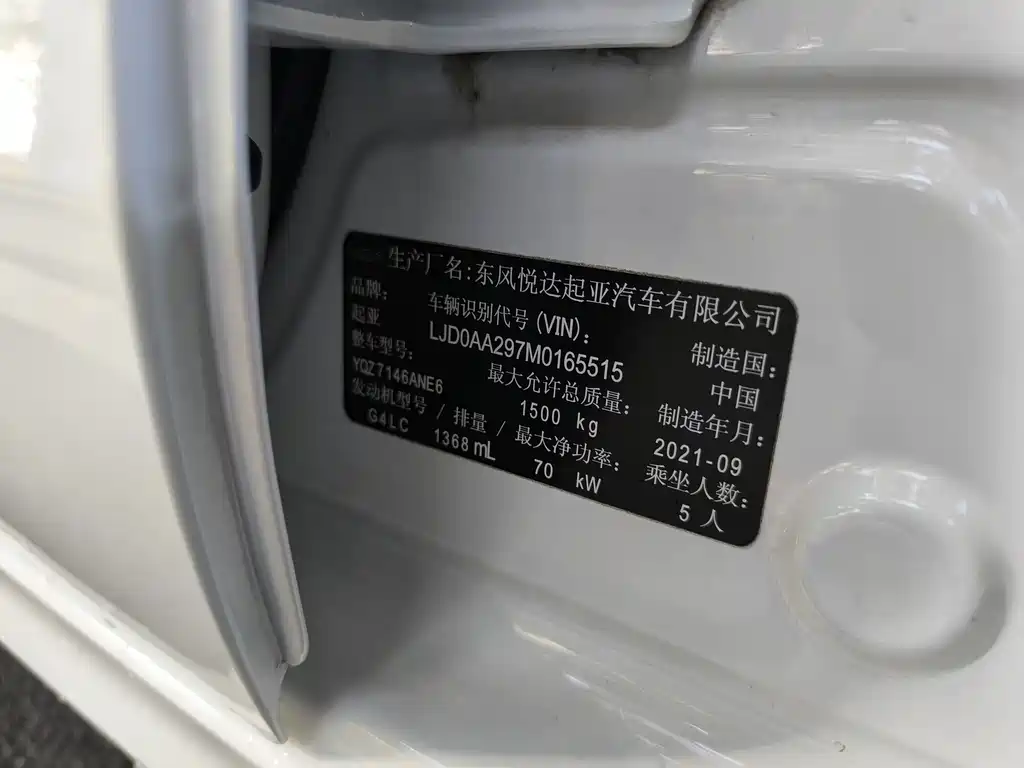 生产厂名:东风悦达起亚汽车有限公司
品牌: 车辆识别代号(VIN): 制造国:
起亚 LJD0AA297M0165515 中国
整车型号: 最大允许总质量: 制造年月:
YQZ7146ANE6 1500 kg 2021-09
发动机型号 / 排量 / 最大净功率: 乘坐人数:
G4LC 1368 mL 70 kW 5 人